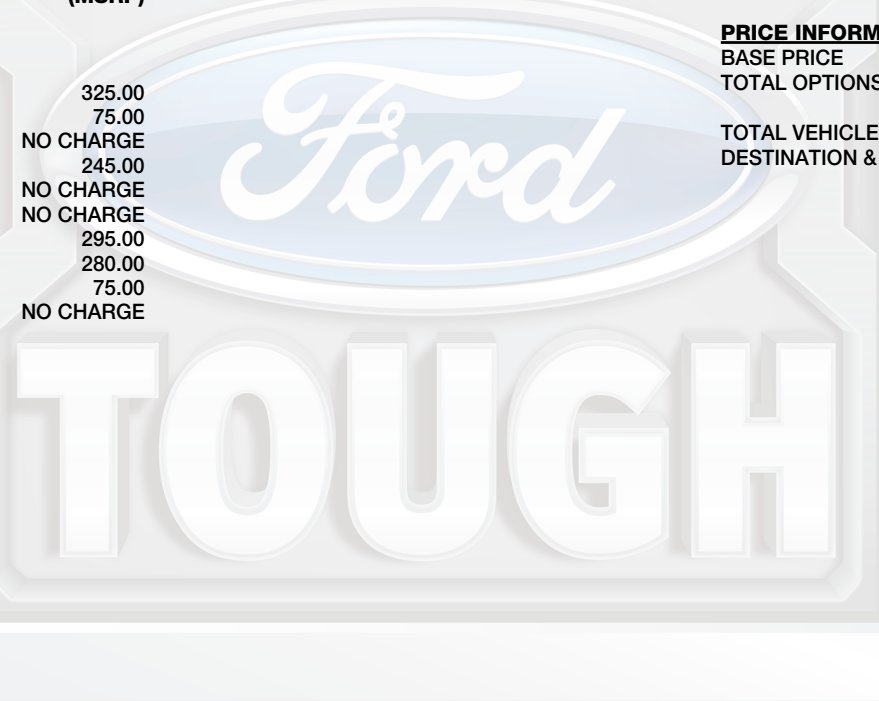 (MSRP)
325.00
75.00
NO CHARGE
245.00
NO CHARGE
NO CHARGE
295.00
280.00
75.00
NO CHARGE
PRICE INFORM
BASE PRICE
TOTAL OPTIONS
TOTAL VEHICLE
DESTINATION &
Ford
TOUGH